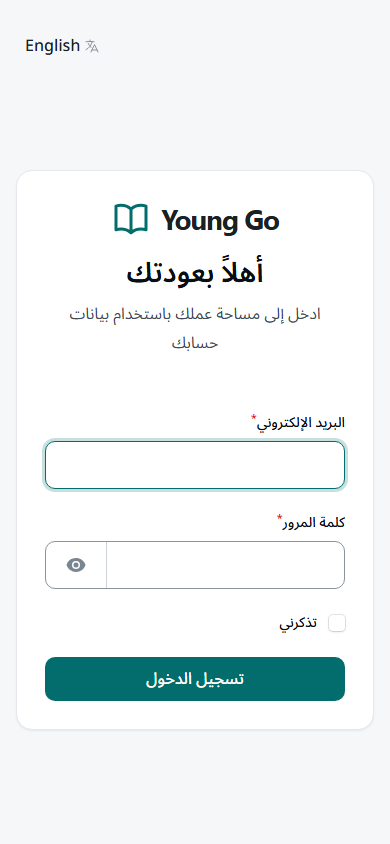 English
Young Go
أهلاً بعودتك
ادخل إلى مساحة عملك باستخدام بيانات
حسابك
البريد الإلكتروني*
كلمة المرور*
تذكرني
تسجيل الدخول